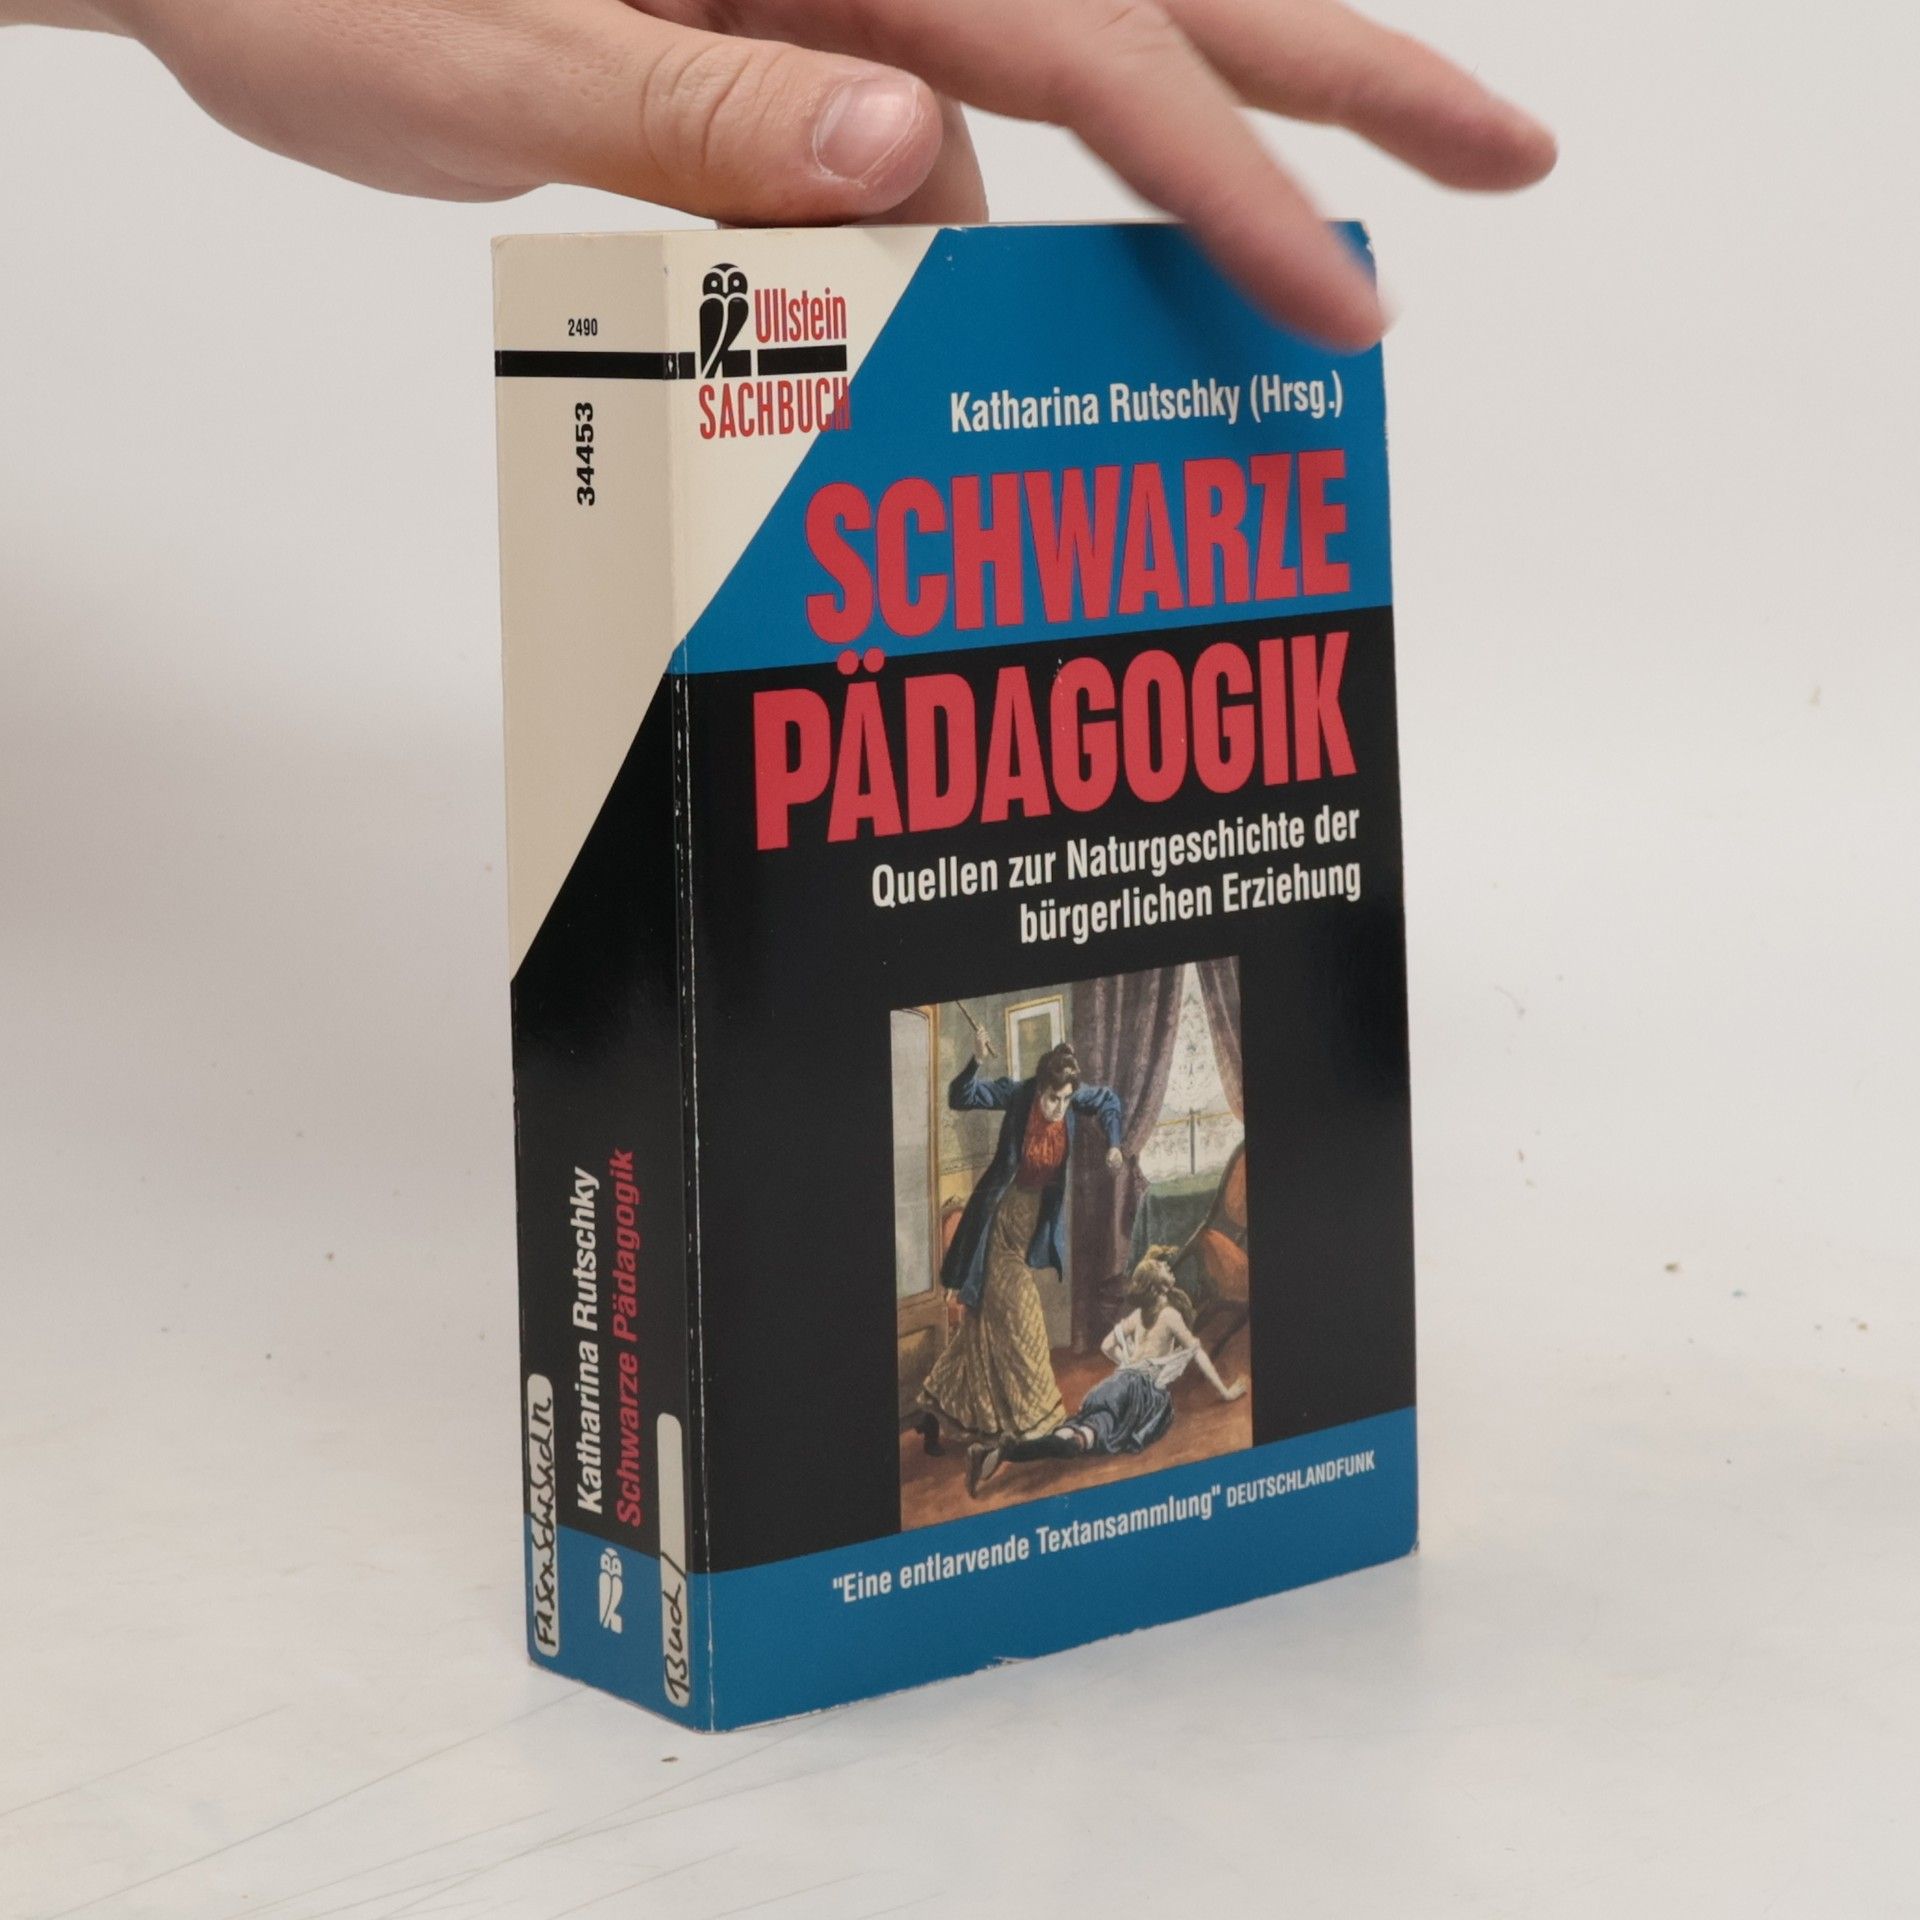 2490
34453
Katharina Rutschky
Schwarze Pädagogik
Buch
Ullstein
SACHBUCH
Katharina Rutschky (Hrsg.)
SCHWARZE
PÄDAGOGIK
Quellen zur Naturgeschichte der
bürgerlichen Erziehung
"Eine entlarvende Textansammlung" DEUTSCHLANDFUNK